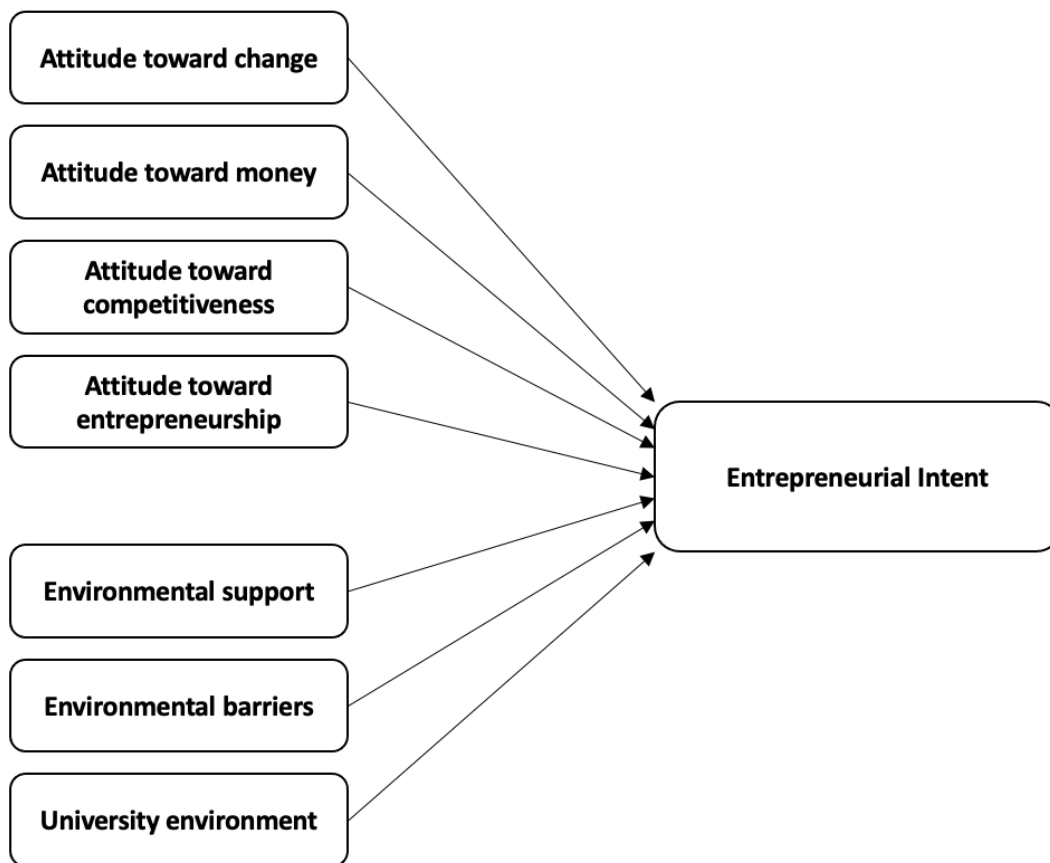 Attitude toward change
Attitude toward money
Attitude toward
competitiveness
Attitude toward
entrepreneurship
Entrepreneurial Intent
Environmental support
Environmental barriers
University environment